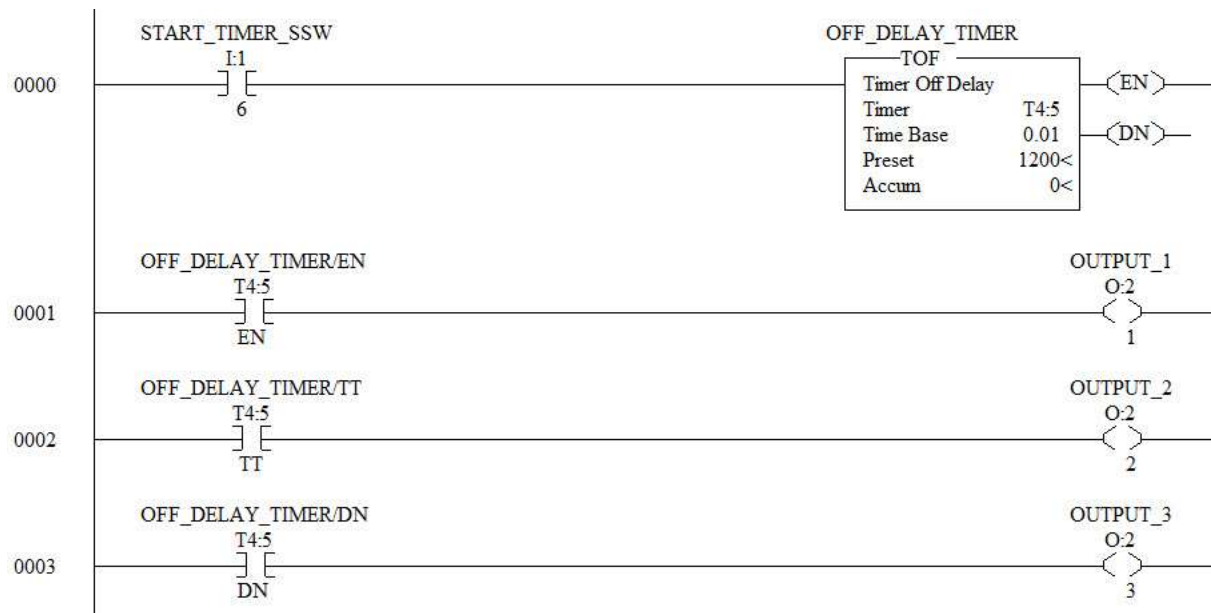 START_TIMER_SSW
OFF_DELAY_TIMER
I:1
TOF
0000
6
Timer Off Delay
EN
Timer T4:5
Time Base 0.01
DN
Preset 1200<
Accum 0<
OFF_DELAY_TIMER/EN
OUTPUT_1
T4:5
O:2
0001
EN
1
OFF_DELAY_TIMER/TT
OUTPUT_2
T4:5
O:2
0002
TT
2
OFF_DELAY_TIMER/DN
OUTPUT_3
T4:5
O:2
0003
DN
3